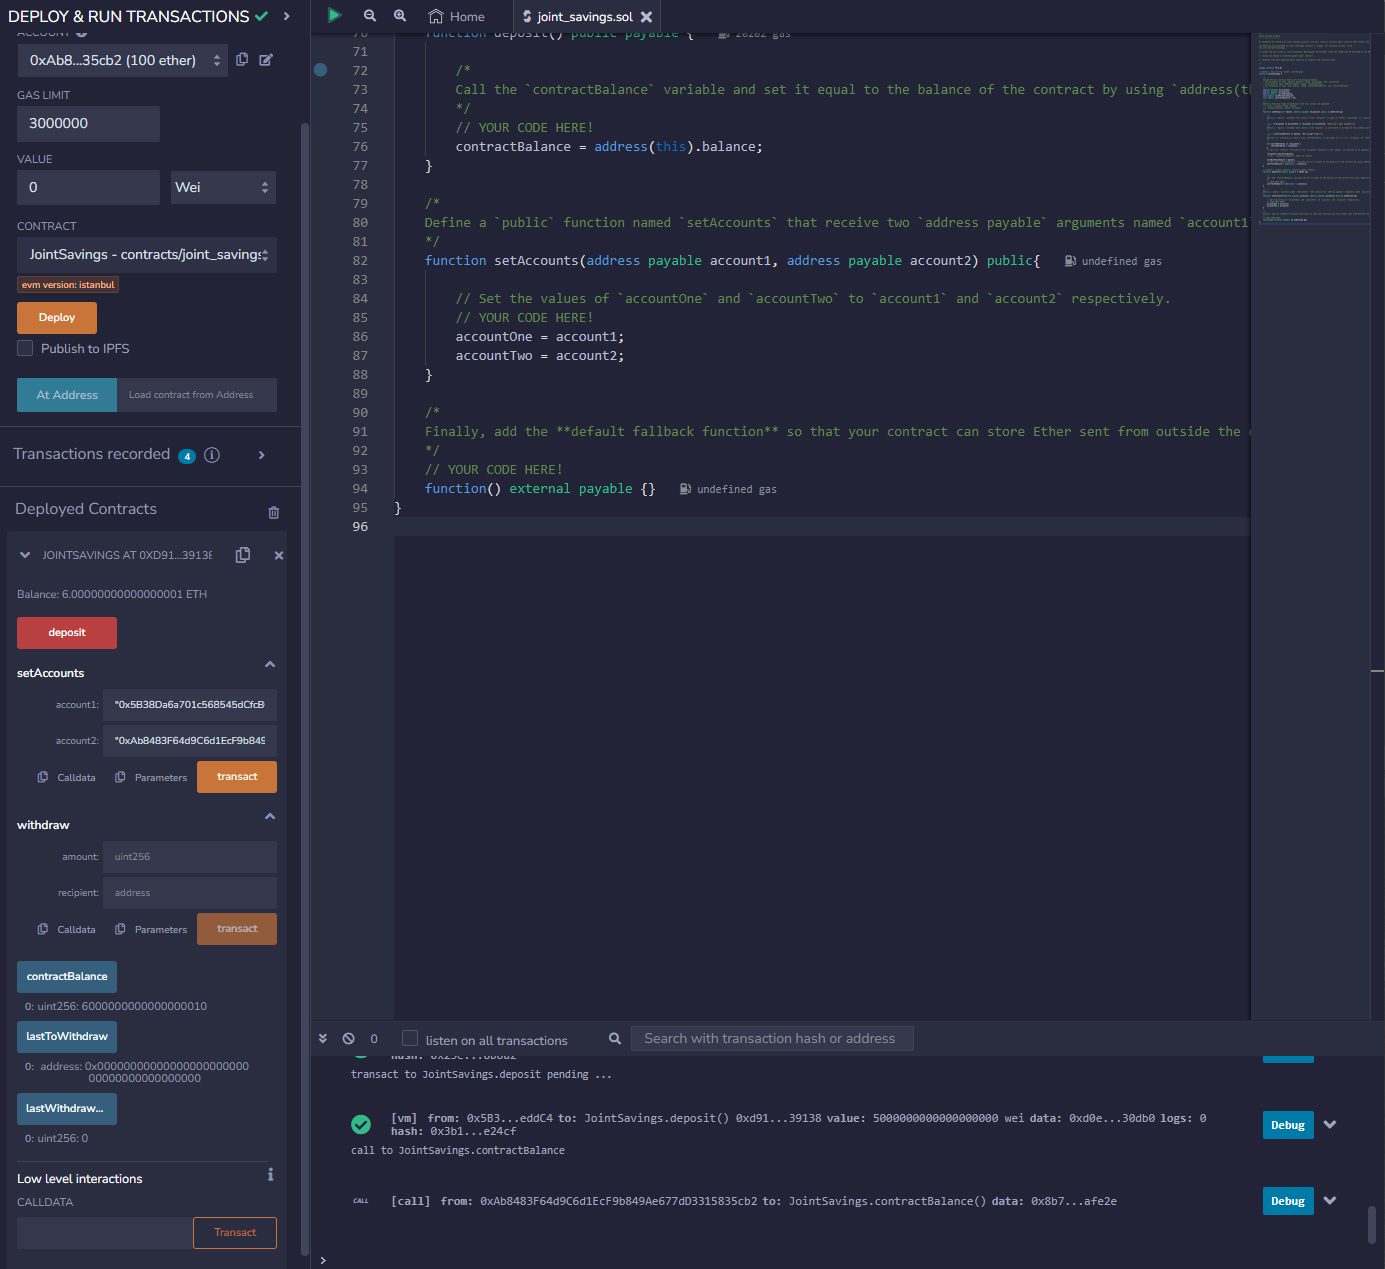 DEPLOY & RUN TRANSACTIONS
ACCOUNT
0xAb8...35cb2 (100 ether)
GAS LIMIT
3000000
VALUE
0
Wei
CONTRACT
JointSavings - contracts/joint_savings
evm version: istanbul
Deploy
Publish to IPFS
At Address
Load contract from Address
Transactions recorded 4 i
Deployed Contracts
JOINTSAVINGS AT 0XD91...39138
Balance: 6.00000000000000001 ETH
deposit
setAccounts
account1: "0x5B38Da6a701c568545dCfcB
account2: "0xAb8483F64d9C6d1EcF9b849
Calldata Parameters transact
withdraw
amount: uint256
recipient: address
Calldata Parameters transact
contractBalance
0: uint256: 6000000000000000010
lastToWithdraw
0: address: 0x00000000000000000000000
00000000000000000
lastWithdraw...
0: uint256: 0
Low level interactions i
CALLDATA
Transact
Home
joint_savings.sol
70 function deposit() public payable { 20262 gas
71
72 /*
73 Call the `contractBalance` variable and set it equal to the balance of the contract by using `address(th
74 */
75 // YOUR CODE HERE!
76 contractBalance = address(this).balance;
77 }
78
79 /*
80 Define a `public` function named `setAccounts` that receive two `address payable` arguments named `account1
81 */
82 function setAccounts(address payable account1, address payable account2) public{ undefined gas
83
84 // Set the values of `accountOne` and `accountTwo` to `account1` and `account2` respectively.
85 // YOUR CODE HERE!
86 accountOne = account1;
87 accountTwo = account2;
88 }
89
90 /*
91 Finally, add the **default fallback function** so that your contract can store Ether sent from outside the
92 */
93 // YOUR CODE HERE!
94 function() external payable {} undefined gas
95 }
96
0
listen on all transactions
Search with transaction hash or address
transact to JointSavings.deposit pending ...
[vm] from: 0x5B3...eddC4 to: JointSavings.deposit() 0xd91...39138 value: 5000000000000000000 wei data: 0xd0e...30db0 logs: 0
hash: 0x3b1...e24cf
Debug
call to JointSavings.contractBalance
CALL [call] from: 0xAb8483F64d9C6d1EcF9b849Ae677dD3315835cb2 to: JointSavings.contractBalance() data: 0x8b7...afe2e
Debug
>